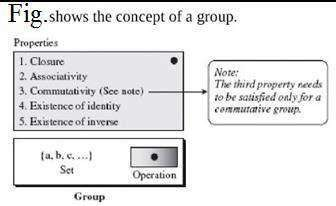 Fig.shows the concept of a group.
Properties
1. Closure
2. Associativity
3. Commutativity (See note)
4. Existence of identity
5. Existence of inverse
Note:
The third property needs
to be satisfied only for a
commutative group.
{a, b, c, ...}
Set
Operation
Group